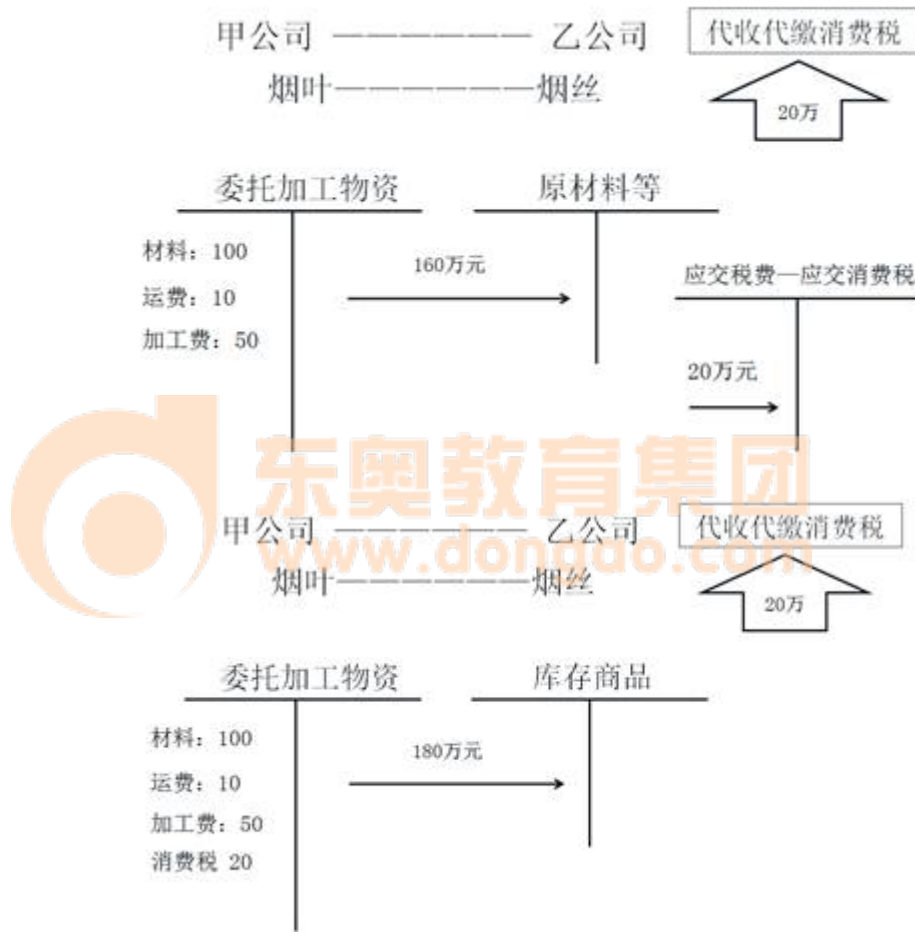 甲公司 —————— 乙公司 代收代缴消费税
烟叶——————烟丝
20万
委托加工物资 原材料等
材料：100
160万元
运费：10
应交税费—应交消费税
加工费：50
20万元
东奥教育集团
www.dongao.com
甲公司 —————— 乙公司 代收代缴消费税
烟叶——————烟丝
20万
委托加工物资 库存商品
材料：100
180万元
运费：10
加工费：50
消费税 20